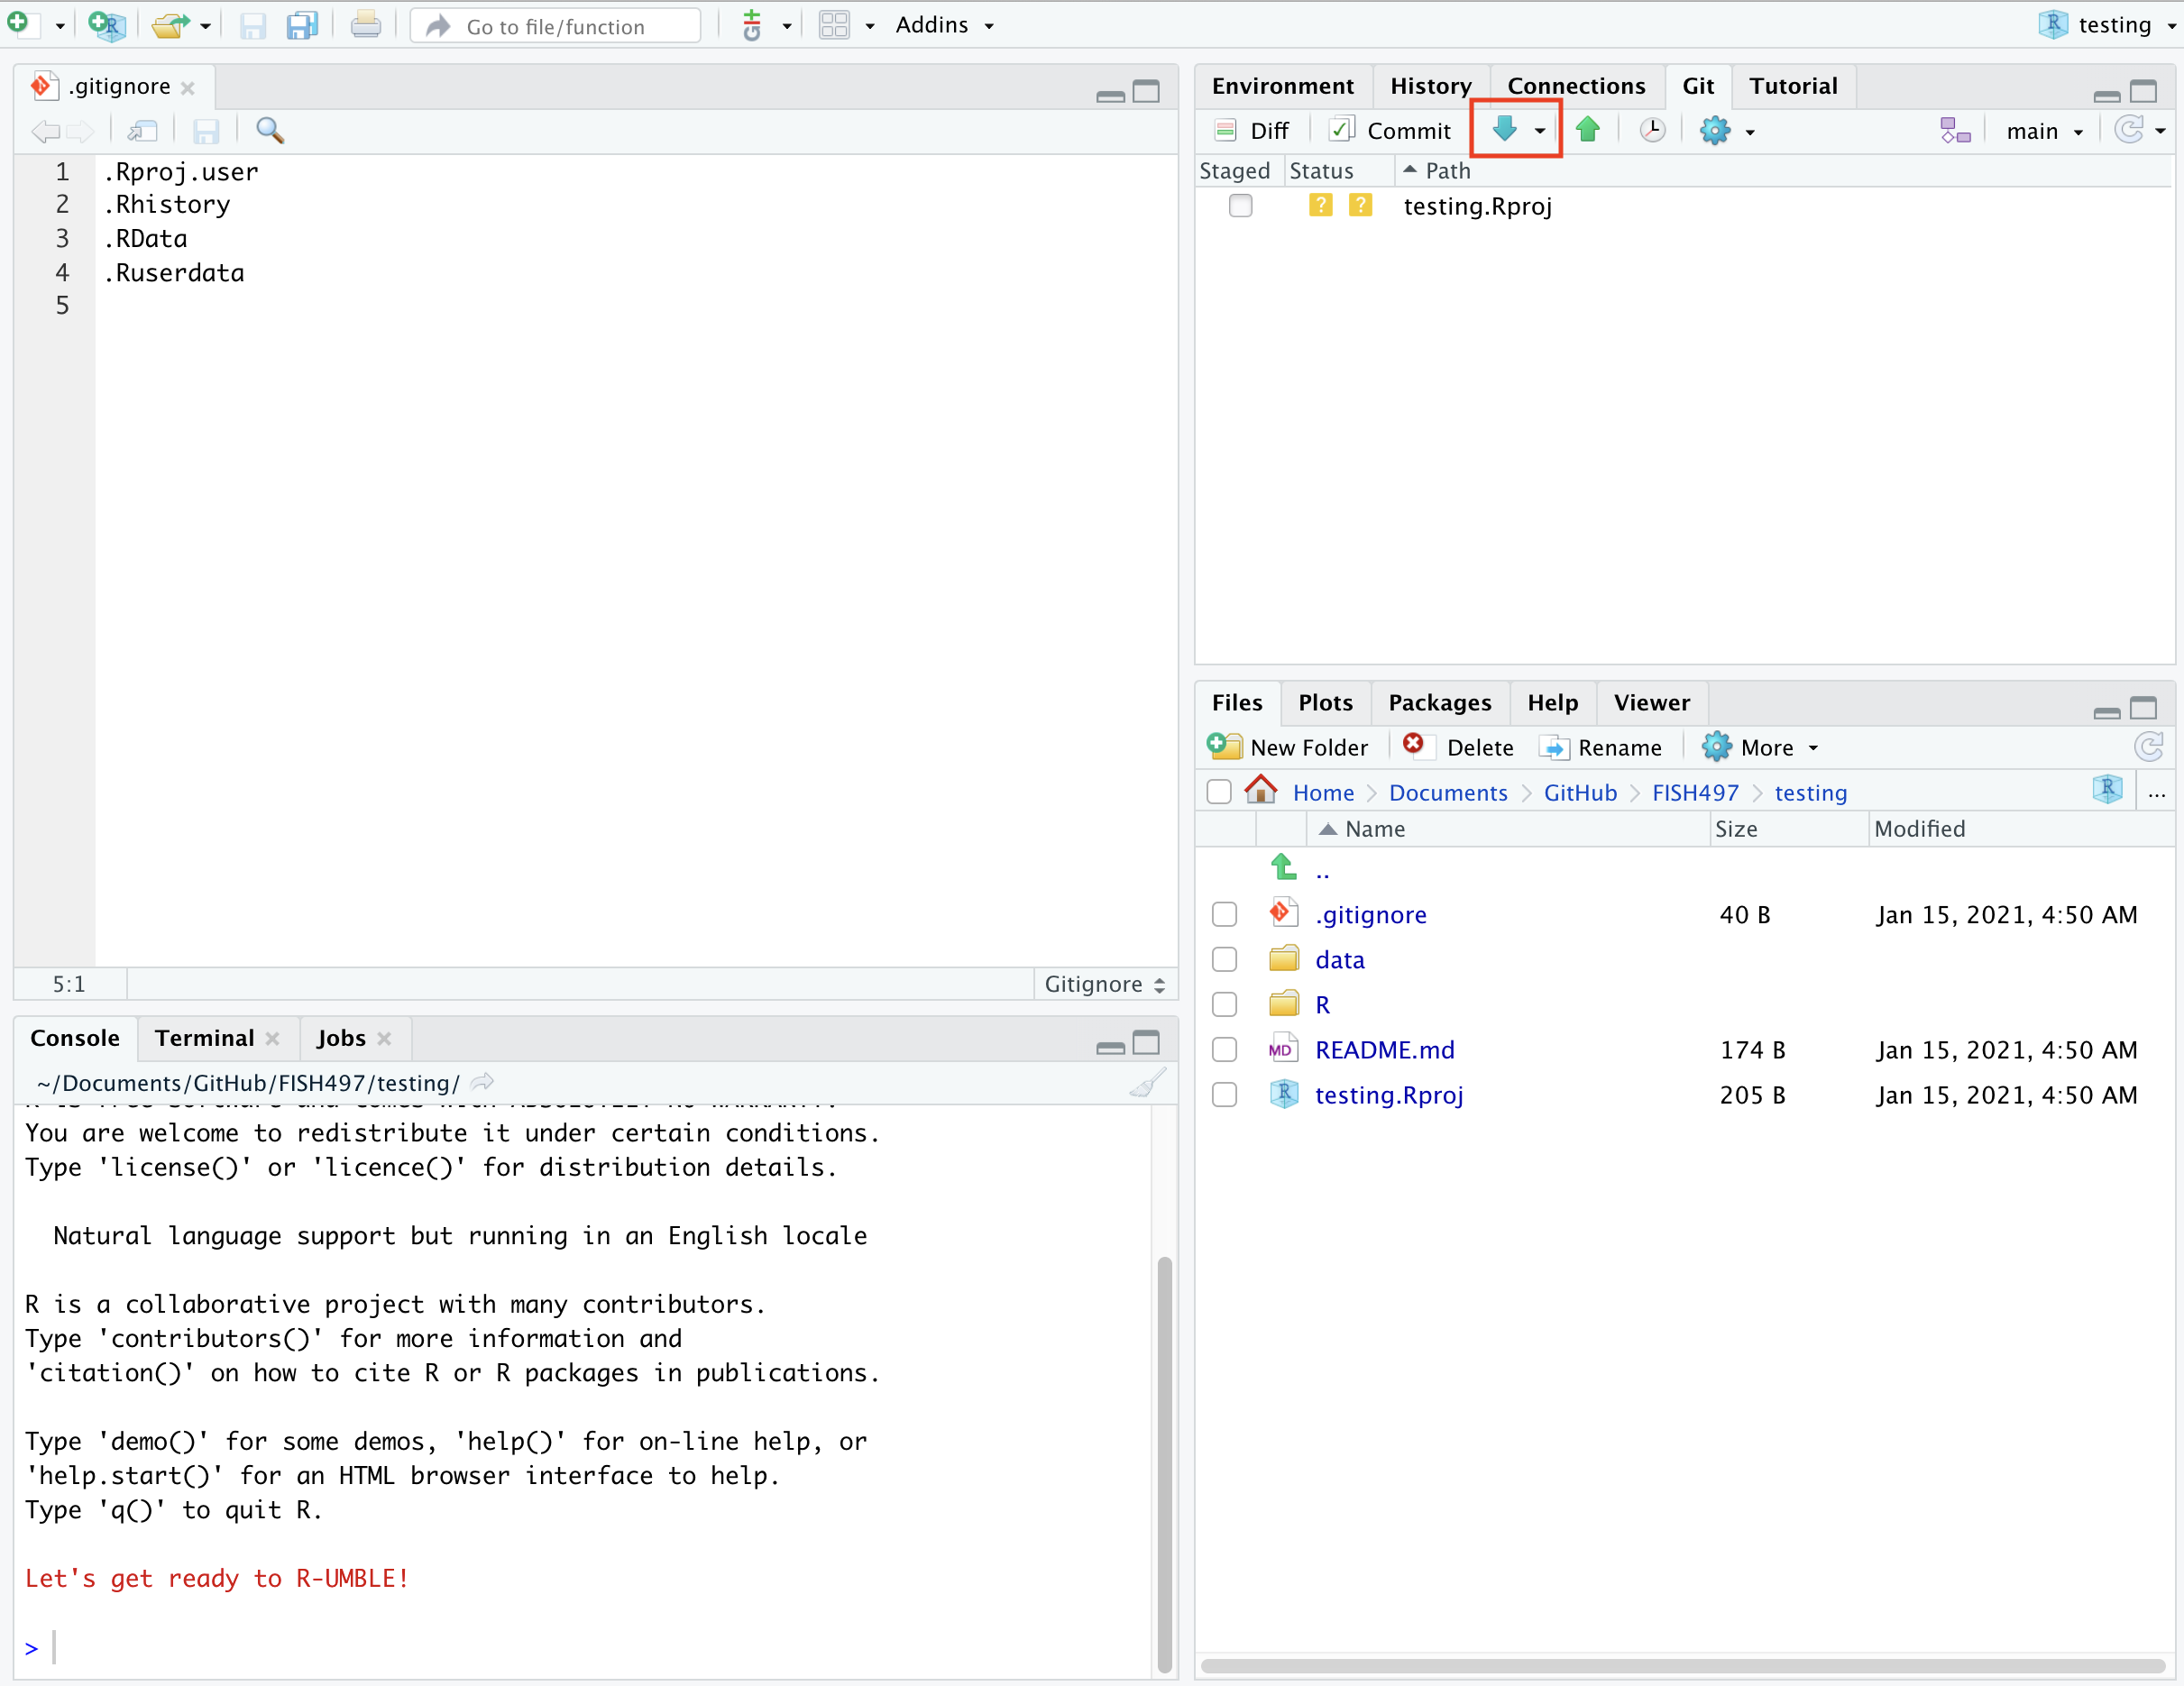 Go to file/function
Addins
testing
.gitignore
1 .Rproj.user
2 .Rhistory
3 .RData
4 .Ruserdata
5
5:1 Gitignore
Console Terminal Jobs
~/Documents/GitHub/FISH497/testing/
You are welcome to redistribute it under certain conditions.
Type 'license()' or 'licence()' for distribution details.
Natural language support but running in an English locale
R is a collaborative project with many contributors.
Type 'contributors()' for more information and
'citation()' on how to cite R or R packages in publications.
Type 'demo()' for some demos, 'help()' for on-line help, or
'help.start()' for an HTML browser interface to help.
Type 'q()' to quit R.
Let's get ready to R-UMBLE!
>
Environment History Connections Git Tutorial
Diff Commit main
Staged Status Path
? ? testing.Rproj
Files Plots Packages Help Viewer
New Folder Delete Rename More
Home Documents GitHub FISH497 testing ...
Name Size Modified
..
.gitignore 40 B Jan 15, 2021, 4:50 AM
data
R
MD README.md 174 B Jan 15, 2021, 4:50 AM
testing.Rproj 205 B Jan 15, 2021, 4:50 AM